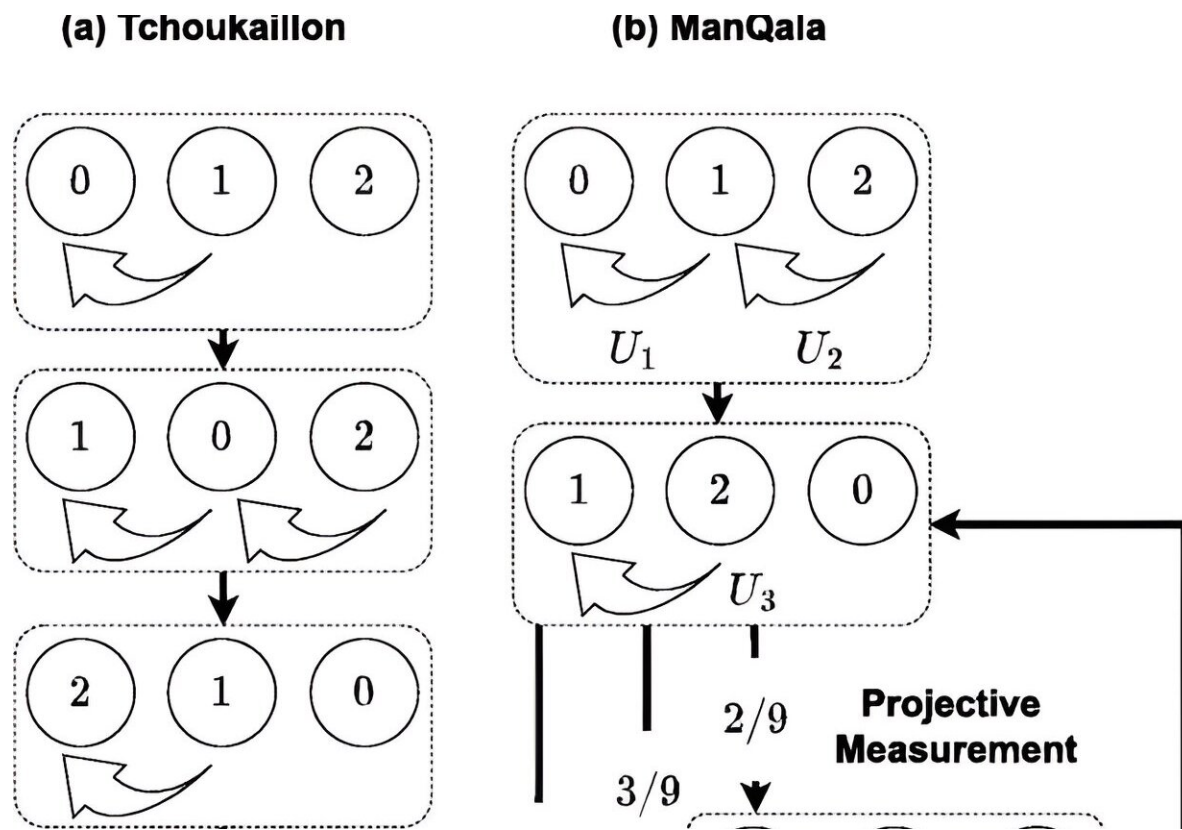 (a) Tchoukaillon
0 1 2
1 0 2
2 1 0
(b) ManQala
0 1 2
U₁ U₂
1 2 0
U₃
2/9
3/9
Projective
Measurement